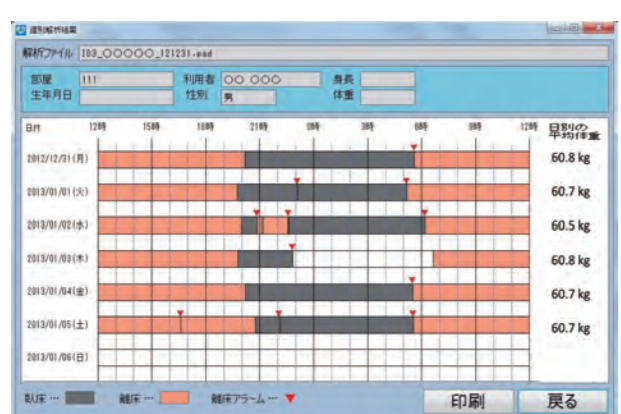 週別解析結果
解析ファイル 103_〇〇〇〇〇_121231.psd
部屋 111 利用者 〇〇 〇〇〇 身長
生年月日 性別 男 体重
日付 12時 15時 18時 21時 0時 3時 6時 9時 12時 日別の平均体重
2012/12/31(月) 60.8 kg
2013/01/01(火) 60.7 kg
2013/01/02(水) 60.5 kg
2013/01/03(木) 60.8 kg
2013/01/04(金) 60.7 kg
2013/01/05(土) 60.7 kg
2013/01/06(日)
臥床 … 離床 … 離床アラーム … ▼ 印刷 戻る